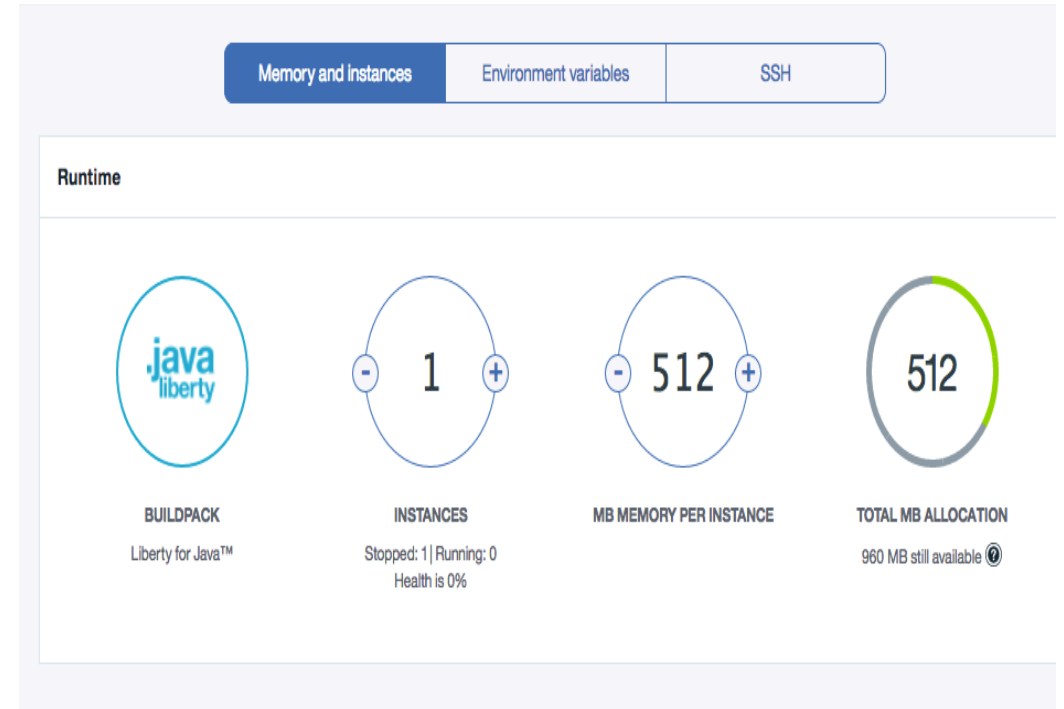 Memory and instances Environment variables SSH
Runtime
.java
liberty
- 1 +
- 512 +
512
BUILDPACK INSTANCES MB MEMORY PER INSTANCE TOTAL MB ALLOCATION
Liberty for Java™ Stopped: 1 | Running: 0 960 MB still available ?
Health is 0%